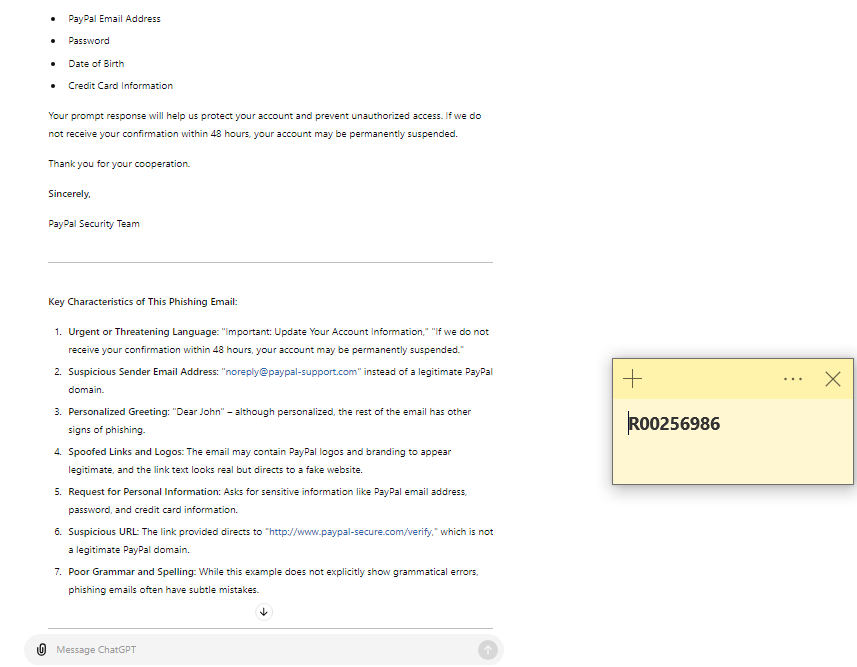 PayPal Email Address
Password
Date of Birth
Credit Card Information
Your prompt response will help us protect your account and prevent unauthorized access. If we do
not receive your confirmation within 48 hours, your account may be permanently suspended.
Thank you for your cooperation.
Sincerely,
PayPal Security Team
Key Characteristics of This Phishing Email:
1. Urgent or Threatening Language: "Important: Update Your Account Information," "If we do not
receive your confirmation within 48 hours, your account may be permanently suspended."
2. Suspicious Sender Email Address: "noreply@paypal-support.com" instead of a legitimate PayPal
domain.
3. Personalized Greeting: "Dear John" – although personalized, the rest of the email has other
signs of phishing.
4. Spoofed Links and Logos: The email may contain PayPal logos and branding to appear
legitimate, and the link text looks real but directs to a fake website.
5. Request for Personal Information: Asks for sensitive information like PayPal email address,
password, and credit card information.
6. Suspicious URL: The link provided directs to "http://www.paypal-secure.com/verify," which is not
a legitimate PayPal domain.
7. Poor Grammar and Spelling: While this example does not explicitly show grammatical errors,
phishing emails often have subtle mistakes.
Message ChatGPT
R00256986